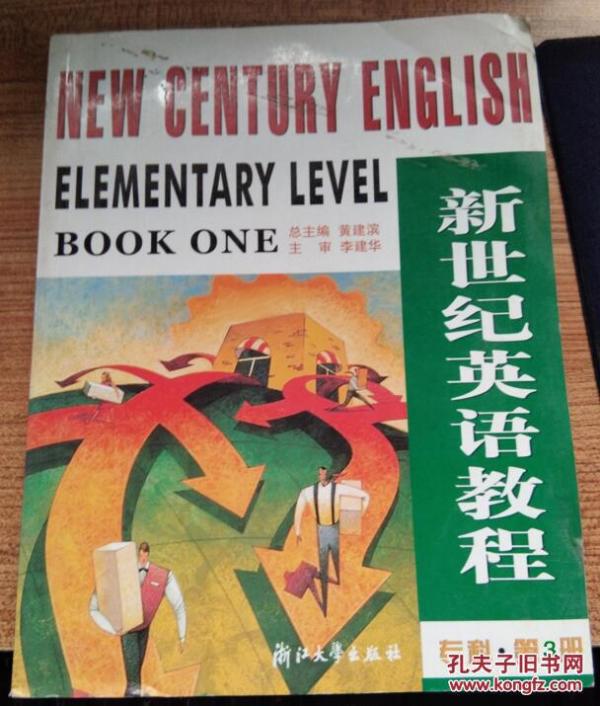 NEW CENTURY ENGLISH
ELEMENTARY LEVEL
BOOK ONE
总主编 黄建滨
主 审 李建华
新世纪英语教程
浙江大学出版社
专科·第3册
孔夫子旧书网
www.kongfz.com